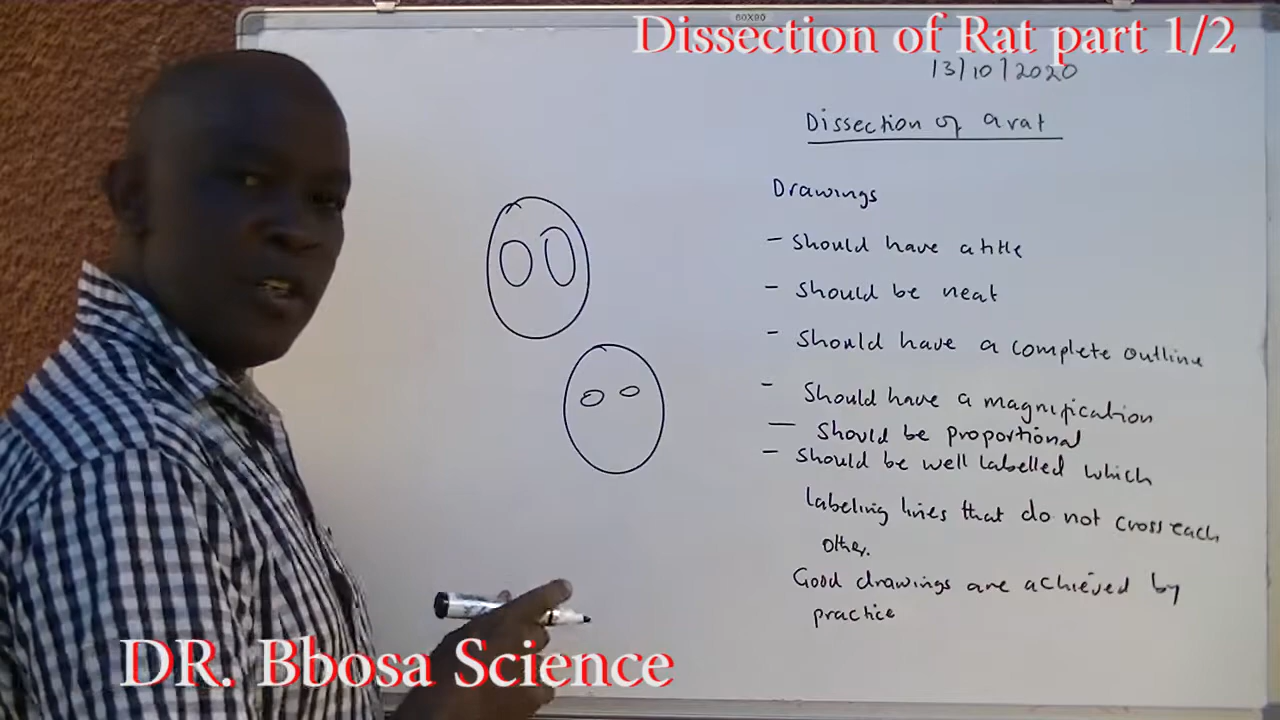 60X90
Dissection of Rat part 1/2
13/10/2020
Dissection of a rat
Drawings
- Should have a title
- Should be neat
- Should have a complete outline
- Should have a magnification
- Should be proportional
- Should be well labelled which
labeling lines that do not cross each
other.
Good drawings are achieved by
practice
DR. Bbosa Science